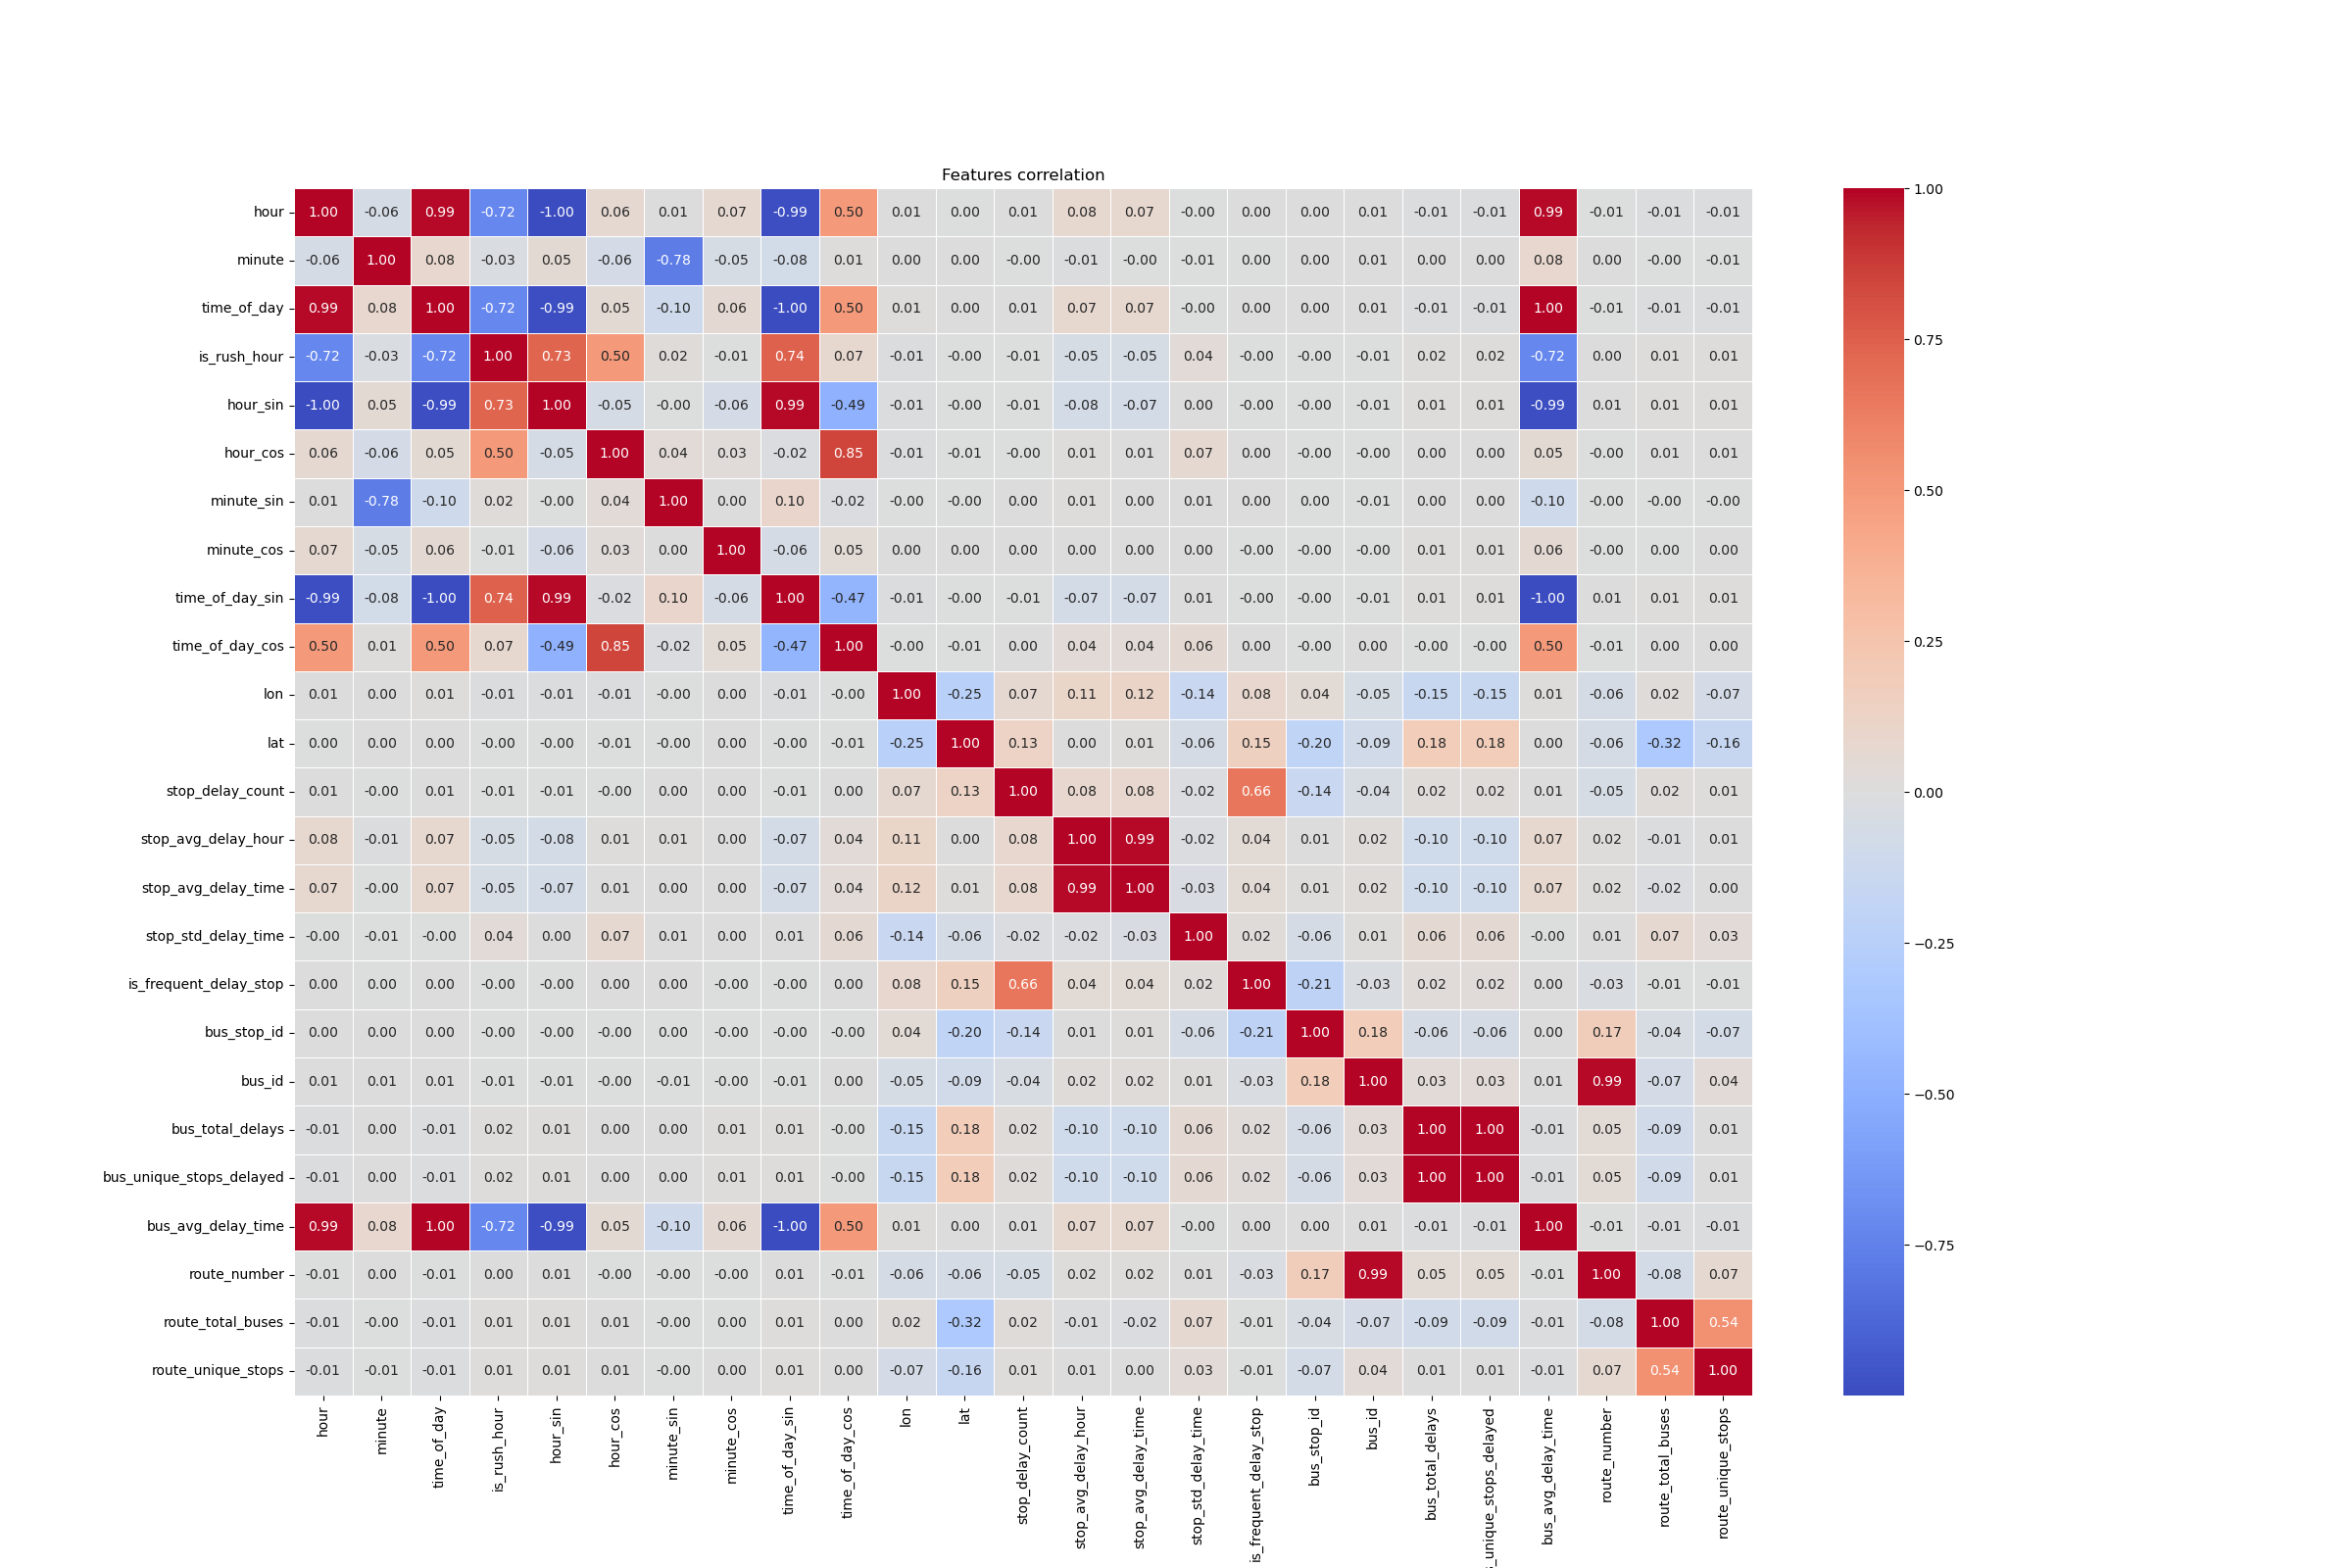 Features correlation
hour 1.00 -0.06 0.99 -0.72 -1.00 0.06 0.01 0.07 -0.99 0.50 0.01 0.00 0.01 0.08 0.07 -0.00 0.00 0.00 0.01 -0.01 -0.01 0.99 -0.01 -0.01 -0.01
minute -0.06 1.00 0.08 -0.03 0.05 -0.06 -0.78 -0.05 -0.08 0.01 0.00 0.00 -0.00 -0.01 -0.00 -0.01 0.00 0.00 0.01 0.00 0.00 0.08 0.00 -0.00 -0.01
time_of_day 0.99 0.08 1.00 -0.72 -0.99 0.05 -0.10 0.06 -1.00 0.50 0.01 0.00 0.01 0.07 0.07 -0.00 0.00 0.00 0.01 -0.01 -0.01 1.00 -0.01 -0.01 -0.01
is_rush_hour -0.72 -0.03 -0.72 1.00 0.73 0.50 0.02 -0.01 0.74 0.07 -0.01 -0.00 -0.01 -0.05 -0.05 0.04 -0.00 -0.00 -0.01 0.02 0.02 -0.72 0.00 0.01 0.01
hour_sin -1.00 0.05 -0.99 0.73 1.00 -0.05 -0.00 -0.06 0.99 -0.49 -0.01 -0.00 -0.01 -0.08 -0.07 0.00 -0.00 -0.00 -0.01 0.01 0.01 -0.99 0.01 0.01 0.01
hour_cos 0.06 -0.06 0.05 0.50 -0.05 1.00 0.04 0.03 -0.02 0.85 -0.01 -0.01 -0.00 0.01 0.01 0.07 0.00 -0.00 -0.00 0.00 0.00 0.05 -0.00 0.01 0.01
minute_sin 0.01 -0.78 -0.10 0.02 -0.00 0.04 1.00 0.00 0.10 -0.02 -0.00 -0.00 0.00 0.01 0.00 0.01 0.00 -0.00 -0.01 0.00 0.00 -0.10 -0.00 -0.00 -0.00
minute_cos 0.07 -0.05 0.06 -0.01 -0.06 0.03 0.00 1.00 -0.06 0.05 0.00 0.00 0.00 0.00 0.00 0.00 -0.00 -0.00 -0.00 0.01 0.01 0.06 -0.00 0.00 0.00
time_of_day_sin -0.99 -0.08 -1.00 0.74 0.99 -0.02 0.10 -0.06 1.00 -0.47 -0.01 -0.00 -0.01 -0.07 -0.07 0.01 -0.00 -0.00 -0.01 0.01 0.01 -1.00 0.01 0.01 0.01
time_of_day_cos 0.50 0.01 0.50 0.07 -0.49 0.85 -0.02 0.05 -0.47 1.00 -0.00 -0.01 0.00 0.04 0.04 0.06 0.00 -0.00 0.00 -0.00 -0.00 0.50 -0.01 0.00 0.00
lon 0.01 0.00 0.01 -0.01 -0.01 -0.01 -0.00 0.00 -0.01 -0.00 1.00 -0.25 0.07 0.11 0.12 -0.14 0.08 0.04 -0.05 -0.15 -0.15 0.01 -0.06 0.02 -0.07
lat 0.00 0.00 0.00 -0.00 -0.00 -0.01 -0.00 0.00 -0.00 -0.01 -0.25 1.00 0.13 0.00 0.01 -0.06 0.15 -0.20 -0.09 0.18 0.18 0.00 -0.06 -0.32 -0.16
stop_delay_count 0.01 -0.00 0.01 -0.01 -0.01 -0.00 0.00 0.00 -0.01 0.00 0.07 0.13 1.00 0.08 0.08 -0.02 0.66 -0.14 -0.04 0.02 0.02 0.01 -0.05 0.02 0.01
stop_avg_delay_hour 0.08 -0.01 0.07 -0.05 -0.08 0.01 0.01 0.00 -0.07 0.04 0.11 0.00 0.08 1.00 0.99 -0.02 0.04 0.01 0.02 -0.10 -0.10 0.07 0.02 -0.01 0.01
stop_avg_delay_time 0.07 -0.00 0.07 -0.05 -0.07 0.01 0.00 0.00 -0.07 0.04 0.12 0.01 0.08 0.99 1.00 -0.03 0.04 0.01 0.02 -0.10 -0.10 0.07 0.02 -0.02 0.00
stop_std_delay_time -0.00 -0.01 -0.00 0.04 0.00 0.07 0.01 0.00 0.01 0.06 -0.14 -0.06 -0.02 -0.02 -0.03 1.00 0.02 -0.06 0.01 0.06 0.06 -0.00 0.01 0.07 0.03
is_frequent_delay_stop 0.00 0.00 0.00 -0.00 -0.00 0.00 0.00 -0.00 -0.00 0.00 0.08 0.15 0.66 0.04 0.04 0.02 1.00 -0.21 -0.03 0.02 0.02 0.00 -0.03 -0.01 -0.01
bus_stop_id 0.00 0.00 0.00 -0.00 -0.00 -0.00 -0.00 -0.00 -0.00 -0.00 0.04 -0.20 -0.14 0.01 0.01 -0.06 -0.21 1.00 0.18 -0.06 -0.06 0.00 0.17 -0.04 -0.07
bus_id 0.01 0.01 0.01 -0.01 -0.01 -0.00 -0.01 -0.00 -0.01 0.00 -0.05 -0.09 -0.04 0.02 0.02 0.01 -0.03 0.18 1.00 0.03 0.03 0.01 0.99 -0.07 0.04
bus_total_delays -0.01 0.00 -0.01 0.02 0.01 0.00 0.00 0.01 0.01 -0.00 -0.15 0.18 0.02 -0.10 -0.10 0.06 0.02 -0.06 0.03 1.00 1.00 -0.01 0.05 -0.09 0.01
bus_unique_stops_delayed -0.01 0.00 -0.01 0.02 0.01 0.00 0.00 0.01 0.01 -0.00 -0.15 0.18 0.02 -0.10 -0.10 0.06 0.02 -0.06 0.03 1.00 1.00 -0.01 0.05 -0.09 0.01
bus_avg_delay_time 0.99 0.08 1.00 -0.72 -0.99 0.05 -0.10 0.06 -1.00 0.50 0.01 0.00 0.01 0.07 0.07 -0.00 0.00 0.00 0.01 -0.01 -0.01 1.00 -0.01 -0.01 -0.01
route_number -0.01 0.00 -0.01 0.00 0.01 -0.00 -0.00 -0.00 0.01 -0.01 -0.06 -0.06 -0.05 0.02 0.02 0.01 -0.03 0.17 0.99 0.05 0.05 -0.01 1.00 -0.08 0.07
route_total_buses -0.01 -0.00 -0.01 0.01 0.01 0.01 -0.00 0.00 0.01 0.00 0.02 -0.32 0.02 -0.01 -0.02 0.07 -0.01 -0.04 -0.07 -0.09 -0.09 -0.01 -0.08 1.00 0.54
route_unique_stops -0.01 -0.01 -0.01 0.01 0.01 0.01 -0.00 0.00 0.01 0.00 -0.07 -0.16 0.01 0.01 0.00 0.03 -0.01 -0.07 0.04 0.01 0.01 -0.01 0.07 0.54 1.00
hour
minute
time_of_day
is_rush_hour
hour_sin
hour_cos
minute_sin
minute_cos
time_of_day_sin
time_of_day_cos
lon
lat
stop_delay_count
stop_avg_delay_hour
stop_avg_delay_time
stop_std_delay_time
is_frequent_delay_stop
bus_stop_id
bus_id
bus_total_delays
_unique_stops_delayed
bus_avg_delay_time
route_number
route_total_buses
route_unique_stops
1.00
0.75
0.50
0.25
0.00
−0.25
−0.50
−0.75